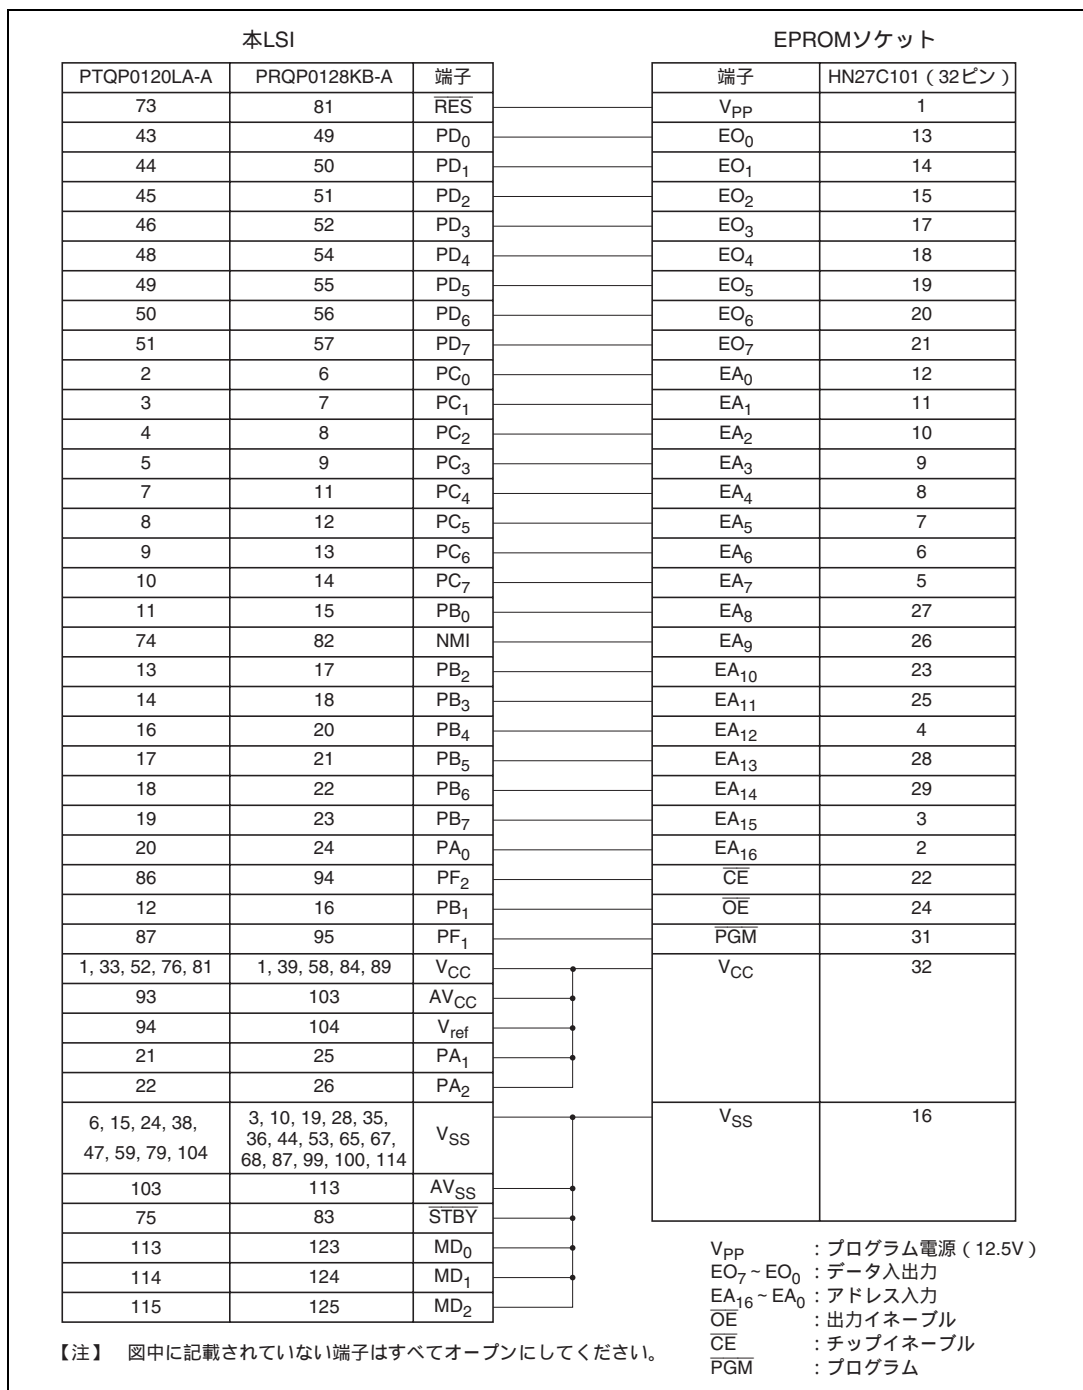 本LSI EPROMソケット
PTQP0120LA-A PRQP0128KB-A 端子 端子 HN27C101（32ピン）
73 81 R̅E̅S̅ VPP 1
43 49 PD0 EO0 13
44 50 PD1 EO1 14
45 51 PD2 EO2 15
46 52 PD3 EO3 17
48 54 PD4 EO4 18
49 55 PD5 EO5 19
50 56 PD6 EO6 20
51 57 PD7 EO7 21
2 6 PC0 EA0 12
3 7 PC1 EA1 11
4 8 PC2 EA2 10
5 9 PC3 EA3 9
7 11 PC4 EA4 8
8 12 PC5 EA5 7
9 13 PC6 EA6 6
10 14 PC7 EA7 5
11 15 PB0 EA8 27
74 82 NMI EA9 26
13 17 PB2 EA10 23
14 18 PB3 EA11 25
16 20 PB4 EA12 4
17 21 PB5 EA13 28
18 22 PB6 EA14 29
19 23 PB7 EA15 3
20 24 PA0 EA16 2
86 94 PF2 C̅E̅ 22
12 16 PB1 O̅E̅ 24
87 95 PF1 P̅G̅M̅ 31
1, 33, 52, 76, 81 1, 39, 58, 84, 89 VCC VCC 32
93 103 AVCC
94 104 Vref
21 25 PA1
22 26 PA2
6, 15, 24, 38, 47, 59, 79, 104 3, 10, 19, 28, 35, 36, 44, 53, 65, 67, 68, 87, 99, 100, 114 VSS VSS 16
103 113 AVSS
75 83 S̅T̅B̅Y̅
113 123 MD0
114 124 MD1
115 125 MD2
VPP ：プログラム電源（12.5V）
EO7~EO0 ：データ入出力
EA16~EA0 ：アドレス入力
O̅E̅ ：出力イネーブル
C̅E̅ ：チップイネーブル
P̅G̅M̅ ：プログラム
【注】 図中に記載されていない端子はすべてオープンにしてください。